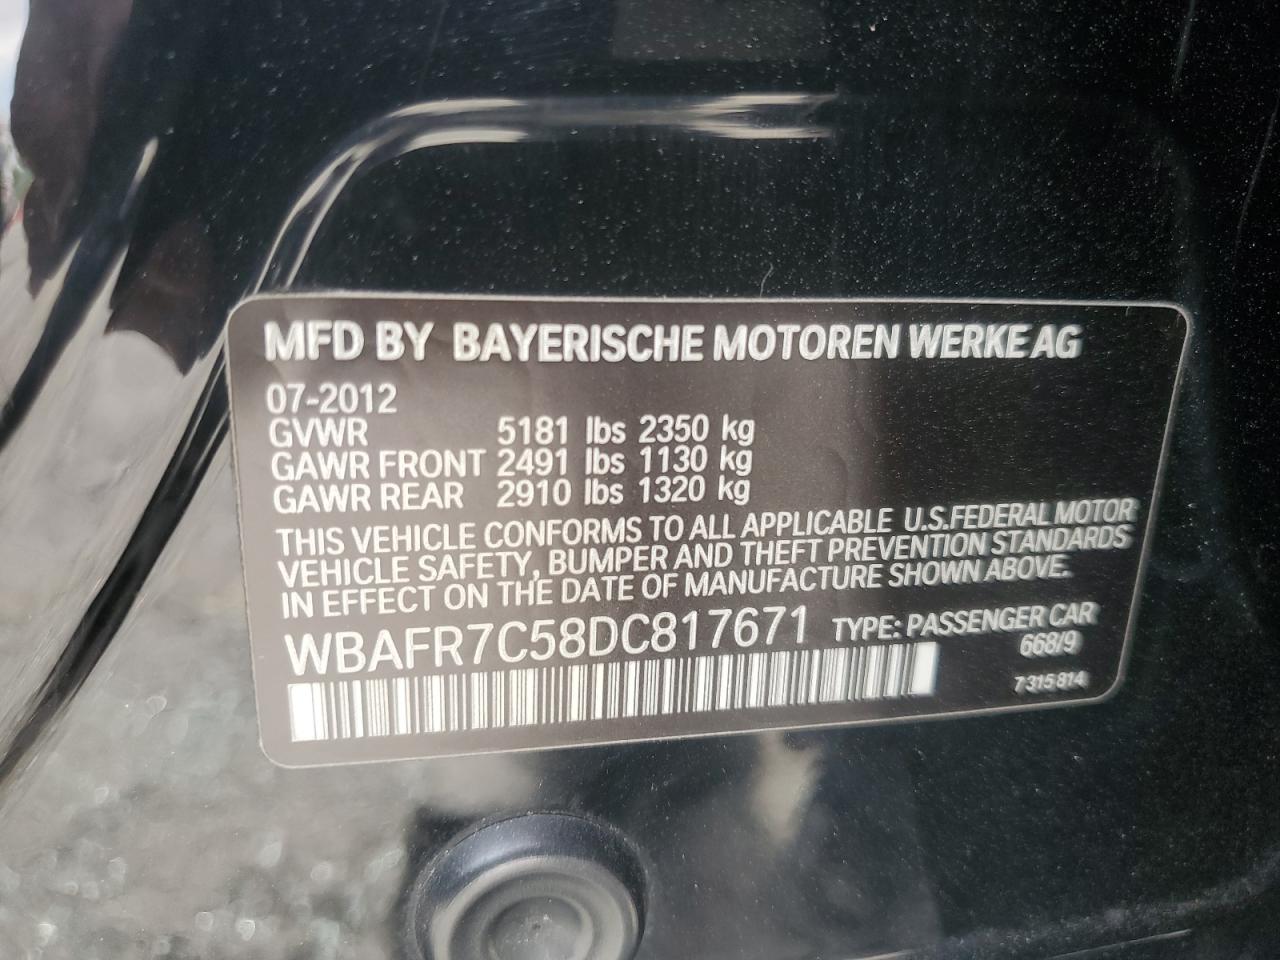 MFD BY BAYERISCHE MOTOREN WERKE AG
07-2012
GVWR 5181 lbs 2350 kg
GAWR FRONT 2491 lbs 1130 kg
GAWR REAR 2910 lbs 1320 kg
THIS VEHICLE CONFORMS TO ALL APPLICABLE U.S.FEDERAL MOTOR
VEHICLE SAFETY, BUMPER AND THEFT PREVENTION STANDARDS
IN EFFECT ON THE DATE OF MANUFACTURE SHOWN ABOVE.
WBAFR7C58DC817671 TYPE: PASSENGER CAR
668/9
7 315 814